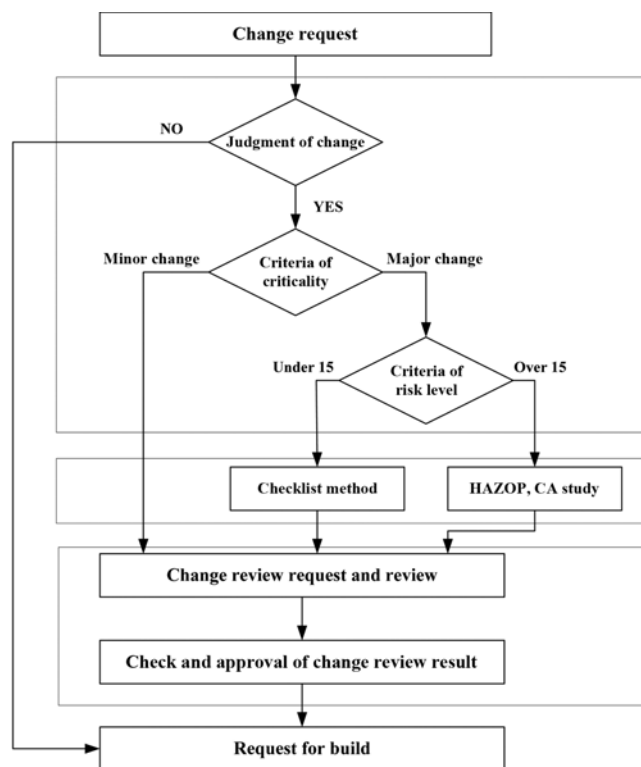 Change request
NO
Judgment of change
YES
Minor change
Criteria of
criticality
Major change
Under 15
Criteria of
risk level
Over 15
Checklist method
HAZOP, CA study
Change review request and review
Check and approval of change review result
Request for build